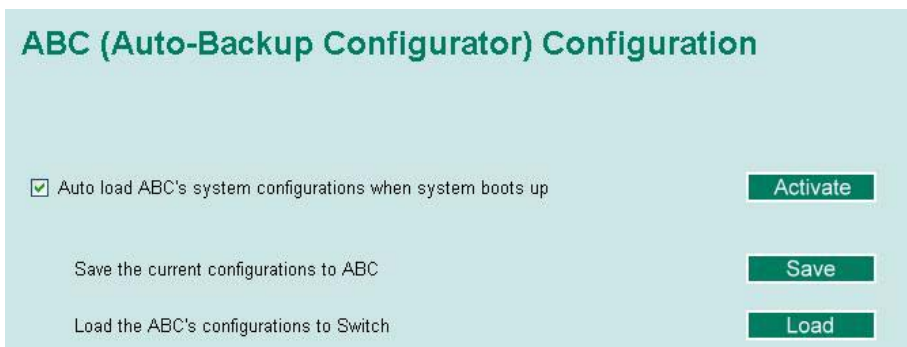 ABC (Auto-Backup Configurator) Configuration
Auto load ABC's system configurations when system boots up Activate
Save the current configurations to ABC Save
Load the ABC's configurations to Switch Load